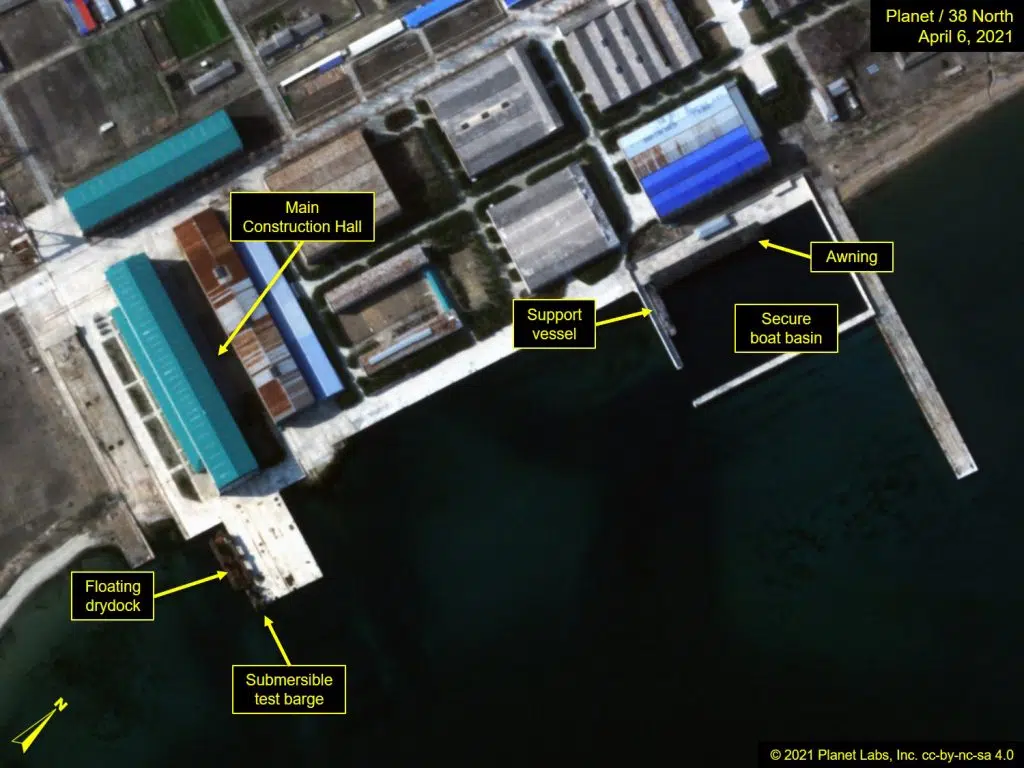 Planet / 38 North
April 6, 2021
Main
Construction Hall
Awning
Support
vessel
Secure
boat basin
Floating
drydock
Submersible
test barge
N
© 2021 Planet Labs, Inc. cc-by-nc-sa 4.0